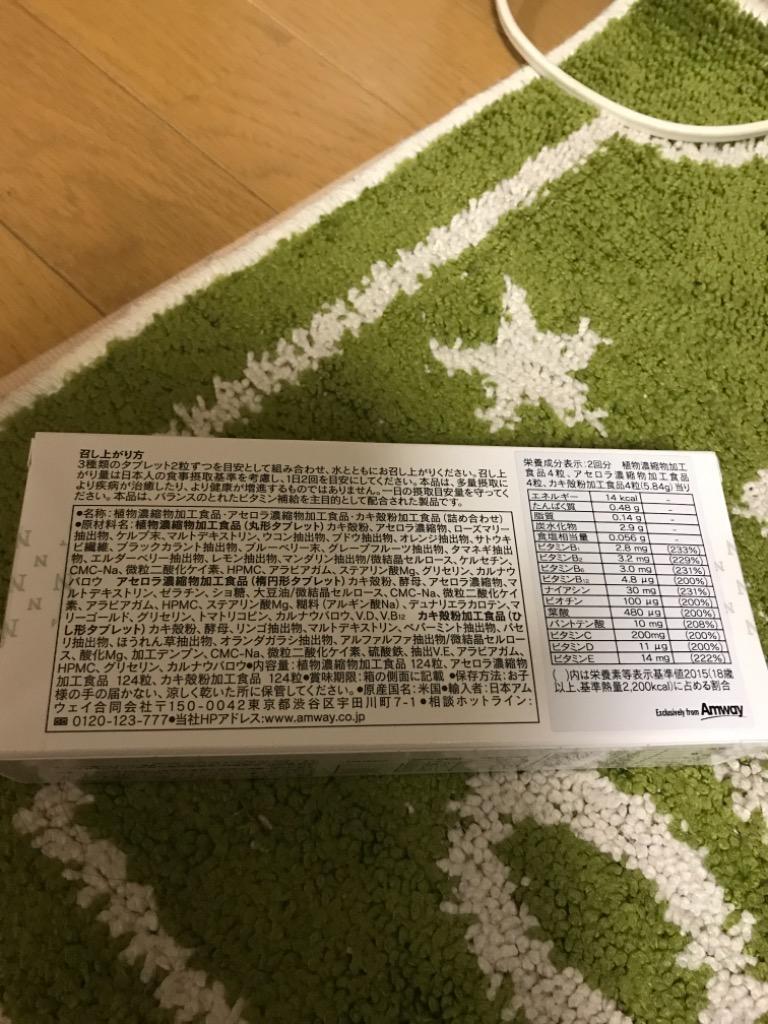 召し上がり方
3種類のタブレット2粒ずつを目安として組み合わせ、水とともにお召し上がりください。召し上
がり量は日本人の食事摂取基準を考慮し、1日2回を目安にしてください。本品は、多量摂取に
より疾病が治癒したり、より健康が増進するものではありません。一日の摂取目安量を守ってく
ださい。本品は、バランスのとれたビタミン補給を主目的として配合された製品です。
●名称:植物濃縮物加工食品・アセロラ濃縮物加工食品・カキ殻粉加工食品(詰め合わせ)
●原材料名:植物濃縮物加工食品(丸形タブレット)カキ殻粉、アセロラ濃縮物、ローズマリー
抽出物、ケルプ末、マルトデキストリン、ウコン抽出物、ブドウ抽出物、オレンジ抽出物、サトウキ
ビ繊維、ブラックカラント抽出物、ブルーベリー末、グレープフルーツ抽出物、タマネギ抽出
物、エルダーベリー抽出物、レモン抽出物、マンダリン抽出物/微結晶セルロース、ケルセチン、
CMC-Na、微粒二酸化ケイ素、HPMC、アラビアガム、ステアリン酸Mg、グリセリン、カルナウ
バロウ アセロラ濃縮物加工食品(楕円形タブレット)カキ殻粉、酵母、アセロラ濃縮物、マ
ルトデキストリン、ゼラチン、ショ糖、大豆油/微結晶セルロース、CMC-Na、微粒二酸化ケイ
素、アラビアガム、HPMC、ステアリン酸Mg、糊料(アルギン酸Na)、デュナリエラカロテン、マ
リーゴールド、グリセリン、トマトリコピン、カルナウバロウ、V.D、V.B12 カキ殻粉加工食品(ひ
し形タブレット)カキ殻粉、酵母、リンゴ抽出物、マルトデキストリン、ペパーミント抽出物、パセ
リ抽出物、ほうれん草抽出物、オランダガラシ抽出物、アルファルファ抽出物/微結晶セルロー
ス、酸化Mg、加工デンプン、CMC-Na、微粒二酸化ケイ素、硫酸鉄、抽出V.E、アラビアガム、
HPMC、グリセリン、カルナウバロウ●内容量:植物濃縮物加工食品 124粒、アセロラ濃縮物
加工食品 124粒、カキ殻粉加工食品 124粒●賞味期限:箱の側面に記載 ●保存方法:お子
様の手の届かない、涼しく乾いた所に保管してください。●原産国名:米国●輸入者:日本アム
ウェイ合同会社〒150-0042東京都渋谷区宇田川町7-1●相談ホットライン:
0120-123-777●当社HPアドレス:www.amway.co.jp
栄養成分表示:2回分 植物濃縮物加工
食品4粒、アセロラ濃縮物加工食品
4粒、カキ殻粉加工食品4粒(5.84g)当り
エネルギー 14 kcal -
たんぱく質 0.48 g -
脂質 0.14 g -
炭水化物 2.9 g -
食塩相当量 0.056 g -
ビタミンB1 2.8 mg (233%)
ビタミンB2 3.2 mg (229%)
ビタミンB6 3.0 mg (231%)
ビタミンB12 4.8 μg (200%)
ナイアシン 30 mg (231%)
ビオチン 100 μg (200%)
葉酸 480 μg (200%)
パントテン酸 10 mg (208%)
ビタミンC 200mg (200%)
ビタミンD 11 μg (200%)
ビタミンE 14 mg (222%)
( )内は栄養素等表示基準値2015(18歳
以上、基準熱量2,200kcal)に占める割合
Exclusively from Amway